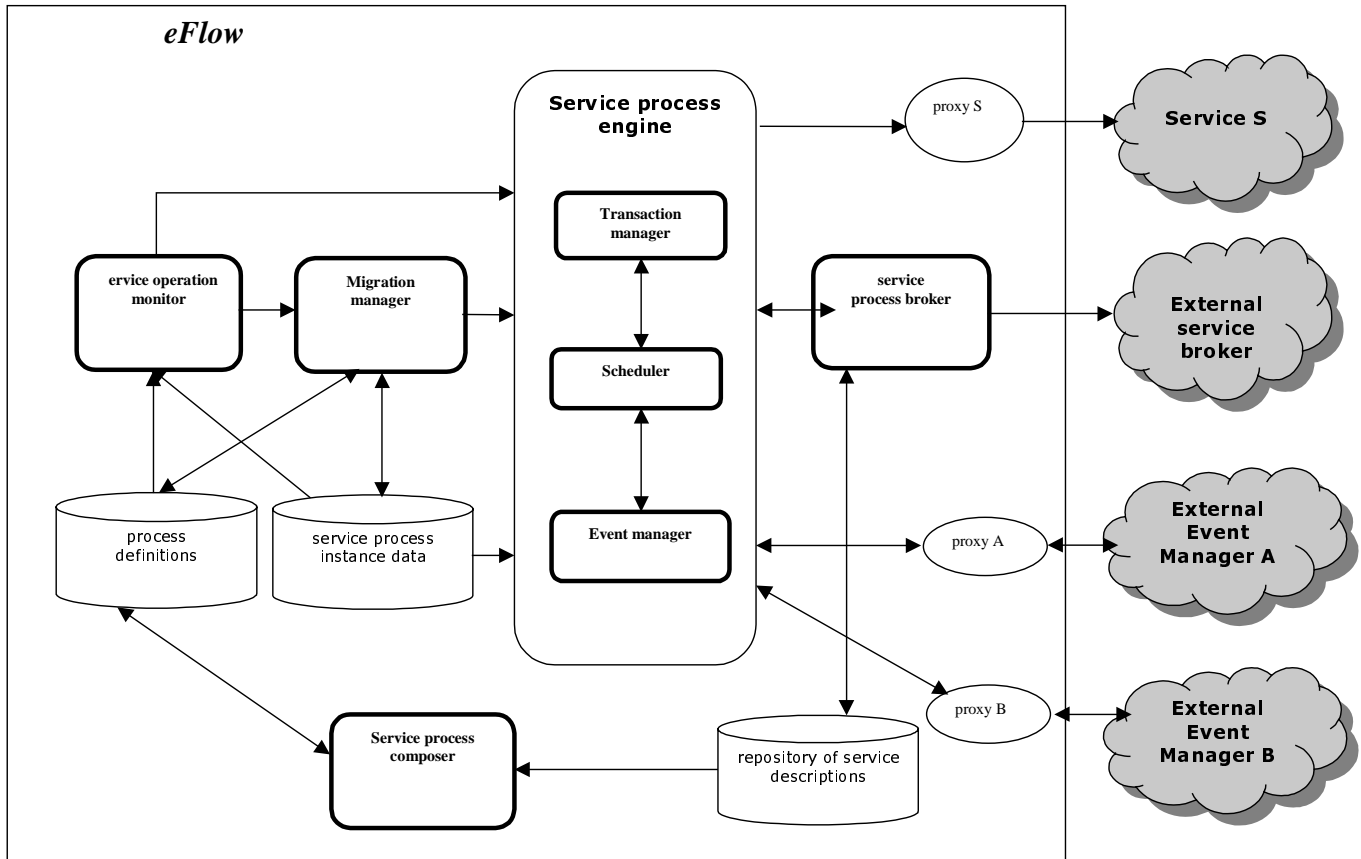 eFlow
Service process
engine
proxy S
Service S
Transaction
manager
ervice operation
monitor
Migration
manager
service
process broker
External
service
broker
Scheduler
process
definitions
service process
instance data
Event manager
proxy A
External
Event
Manager A
Service process
composer
repository of service
descriptions
proxy B
External
Event
Manager B